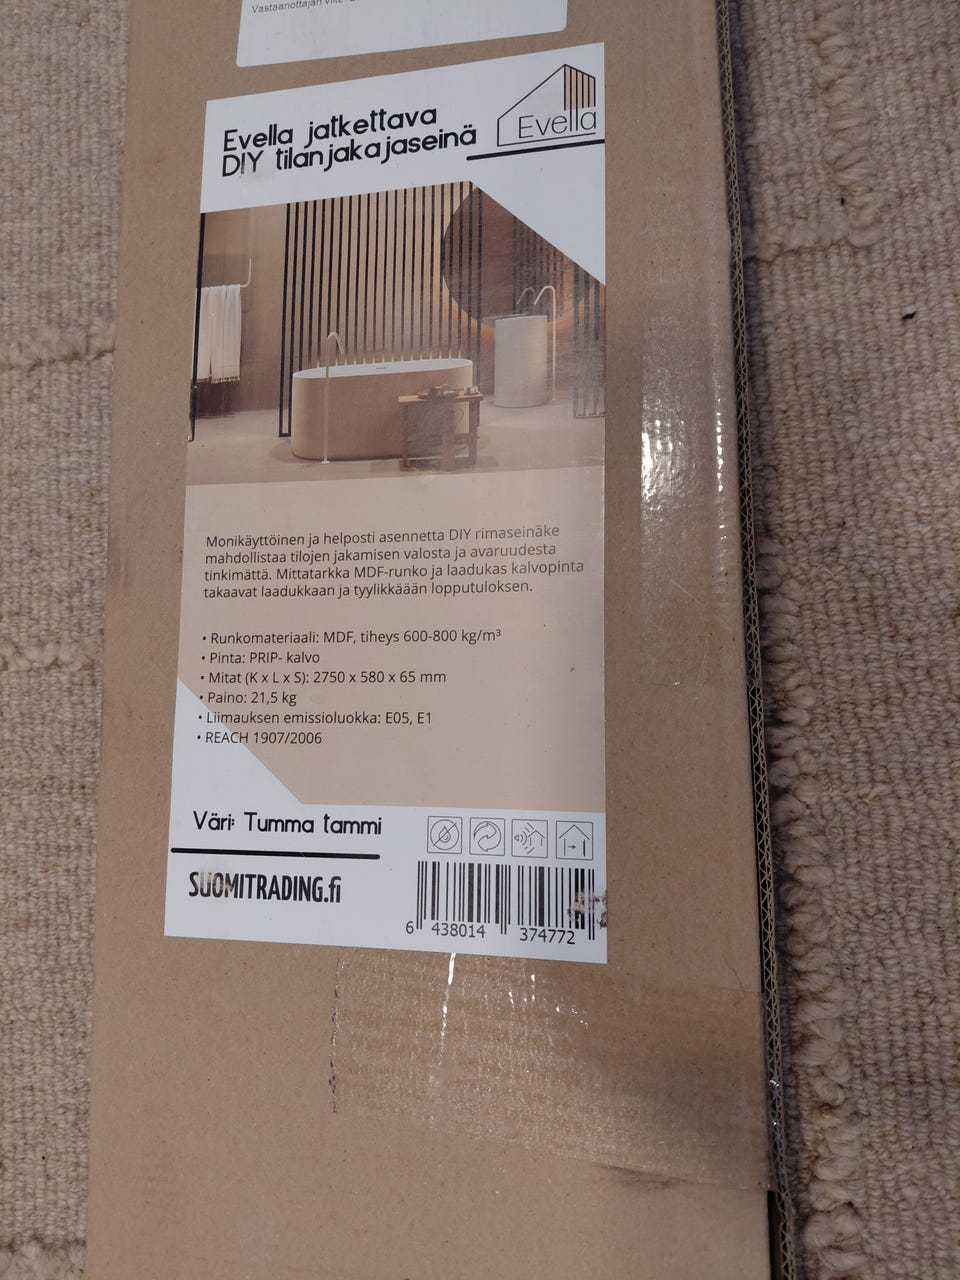 Vastaanottajan viite:
Evella jatkettava
DIY tilanjakajaseinä
Evella
Monikäyttöinen ja helposti asennetta DIY rimaseinäke
mahdollistaa tilojen jakamisen valosta ja avaruudesta
tinkimättä. Mittatarkka MDF-runko ja laadukas kalvopinta
takaavat laadukkaan ja tyylikkäään lopputuloksen.
• Runkomateriaali: MDF, tiheys 600-800 kg/m³
• Pinta: PRIP- kalvo
• Mitat (K x L x S): 2750 x 580 x 65 mm
• Paino: 21,5 kg
• Liimauksen emissioluokka: E05, E1
• REACH 1907/2006
Väri: Tumma tammi
SUOMITRADING.fi
6 438014 374772